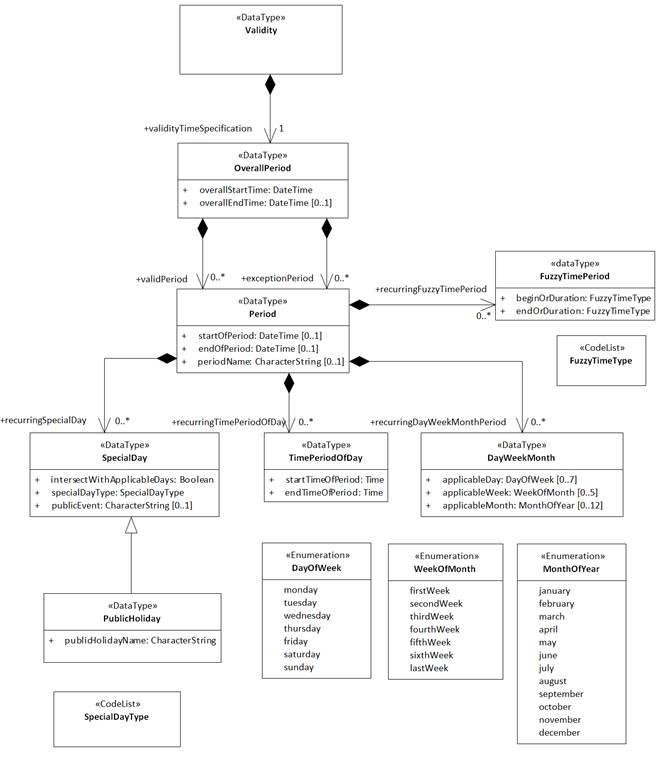 «DataType»
Validity
+validityTimeSpecification 1
«DataType»
OverallPeriod
+ overallStartTime: DateTime
+ overallEndTime: DateTime [0..1]
+validPeriod 0..*
+exceptionPeriod 0..*
«DataType»
Period
+ startOfPeriod: DateTime [0..1]
+ endOfPeriod: DateTime [0..1]
+ periodName: CharacterString [0..1]
+recurringFuzzyTimePeriod
0..*
«dataType»
FuzzyTimePeriod
+ beginOrDuration: FuzzyTimeType
+ endOrDuration: FuzzyTimeType
«CodeList»
FuzzyTimeType
+recurringSpecialDay 0..*
+recurringTimePeriodOfDay 0..*
+recurringDayWeekMonthPeriod 0..*
«DataType»
SpecialDay
+ intersectWithApplicableDays: Boolean
+ specialDayType: SpecialDayType
+ publicEvent: CharacterString [0..1]
«DataType»
TimePeriodOfDay
+ startTimeOfPeriod: Time
+ endTimeOfPeriod: Time
«DataType»
DayWeekMonth
+ applicableDay: DayOfWeek [0..7]
+ applicableWeek: WeekOfMonth [0..5]
+ applicableMonth: MonthOfYear [0..12]
«DataType»
PublicHoliday
+ publicHolidayName: CharacterString
«CodeList»
SpecialDayType
«Enumeration»
DayOfWeek
monday
tuesday
wednesday
thursday
friday
saturday
sunday
«Enumeration»
WeekOfMonth
firstWeek
secondWeek
thirdWeek
fourthWeek
fifthWeek
sixthWeek
lastWeek
«Enumeration»
MonthOfYear
january
february
march
april
may
june
july
august
september
october
november
december